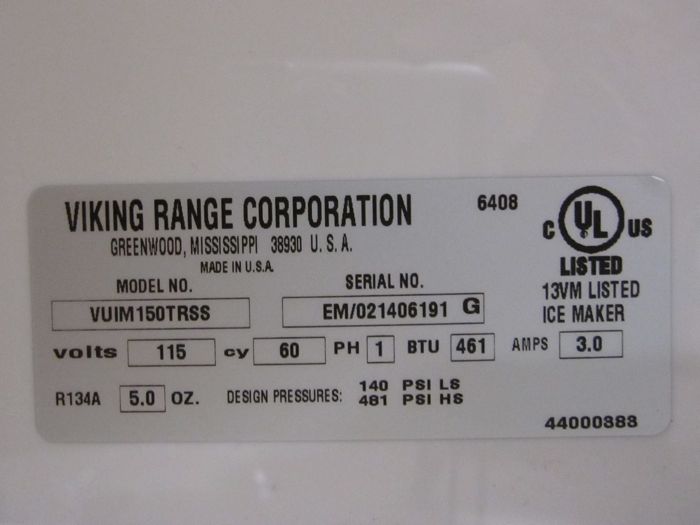 VIKING RANGE CORPORATION 6408
GREENWOOD, MISSISSIPPI 38930 U. S. A.
MADE IN U.S.A.
C UL US
LISTED
13VM LISTED
ICE MAKER
MODEL NO. SERIAL NO.
VUIM150TRSS EM/021406191 G
volts 115 cy 60 PH 1 BTU 461 AMPS 3.0
R134A 5.0 OZ. DESIGN PRESSURES: 140 PSI LS
481 PSI HS
44000383